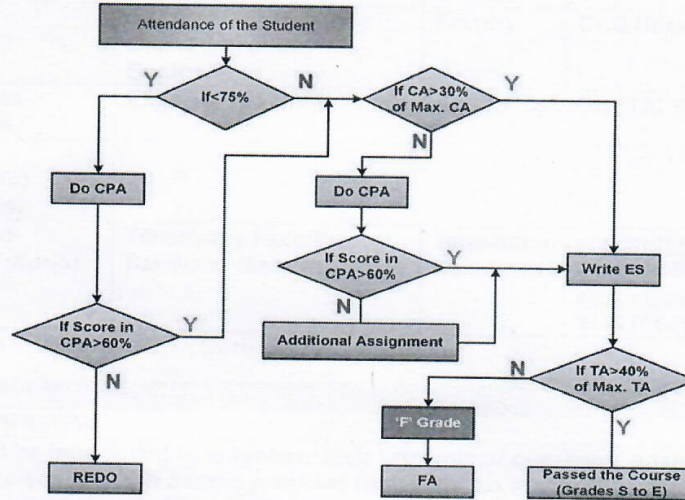 Attendance of the Student
Y
If<75%
N
If CA>30%
of Max. CA
Y
N
Do CPA
Do CPA
If Score in
CPA>60%
Y
Write ES
N
If Score in
CPA>60%
Y
Additional Assignment
N
If TA>40%
of Max. TA
N
'F' Grade
Y
REDO
FA
Passed the Course
(Grades S to E)